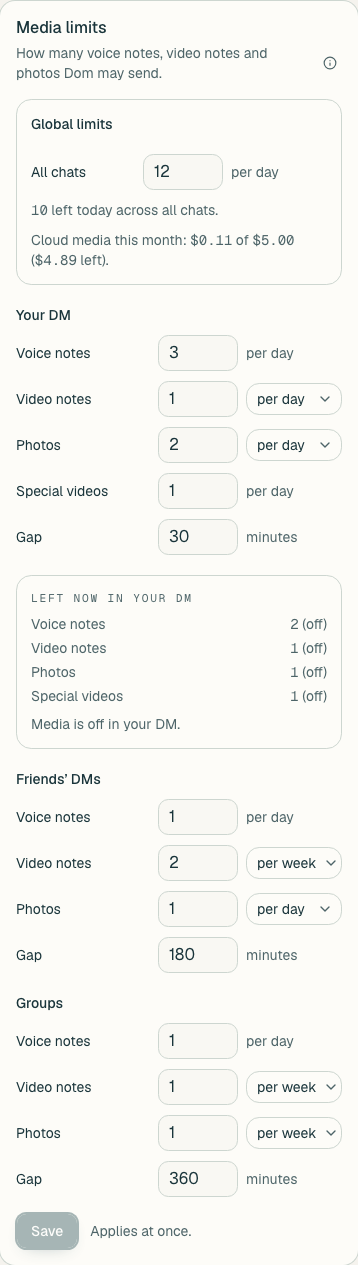 Media limits
How many voice notes, video notes and
photos Dom may send.
Global limits
All chats 12 per day
10 left today across all chats.
Cloud media this month: $0.11 of $5.00
($4.89 left).
Your DM
Voice notes 3 per day
Video notes 1 per day
Photos 2 per day
Special videos 1 per day
Gap 30 minutes
LEFT NOW IN YOUR DM
Voice notes 2 (off)
Video notes 1 (off)
Photos 1 (off)
Special videos 1 (off)
Media is off in your DM.
Friends’ DMs
Voice notes 1 per day
Video notes 2 per week
Photos 1 per day
Gap 180 minutes
Groups
Voice notes 1 per day
Video notes 1 per week
Photos 1 per week
Gap 360 minutes
Save Applies at once.